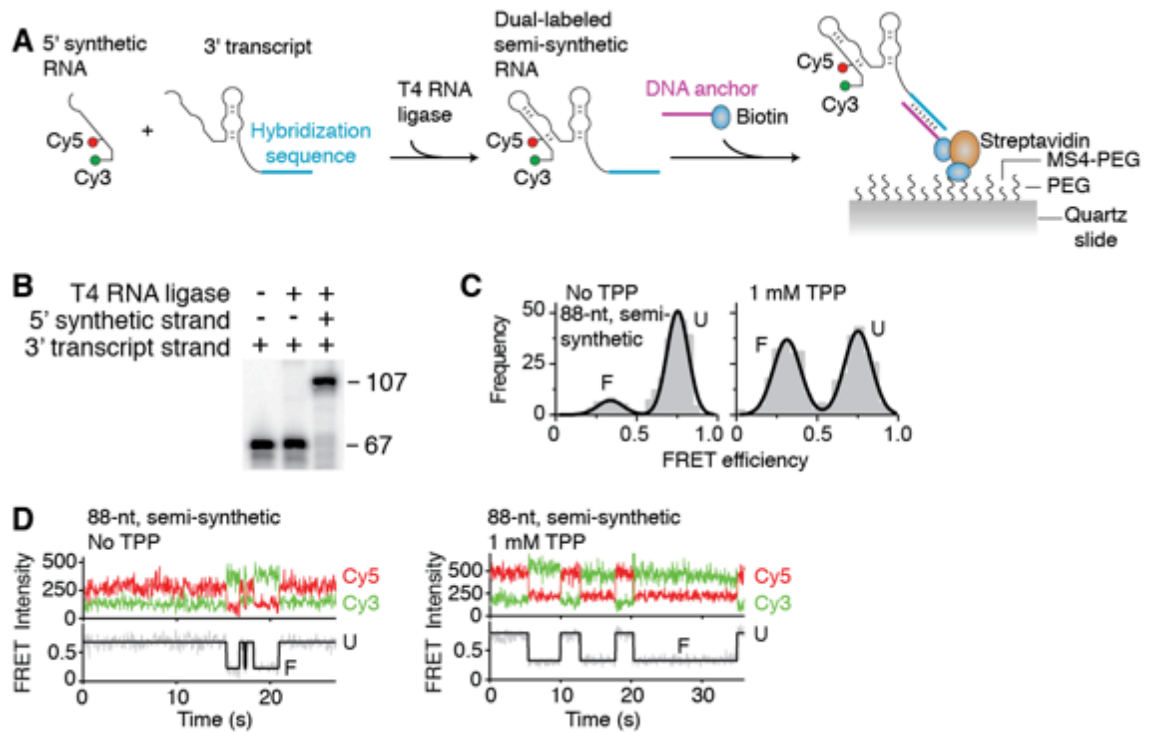 A
5' synthetic
RNA
3' transcript
Cy5
Cy3
+
Hybridization
sequence
T4 RNA
ligase
Dual-labeled
semi-synthetic
RNA
Cy5
Cy3
DNA anchor
Biotin
Cy5
Cy3
Streptavidin
MS4-PEG
PEG
Quartz
slide
B
T4 RNA ligase - + +
5' synthetic strand - - +
3' transcript strand + + +
107
67
C
No TPP
88-nt, semi-
synthetic
U
F
1 mM TPP
F
U
Frequency
50
25
0
0 0.5 1.0
0 0.5 1.0
FRET efficiency
D
88-nt, semi-synthetic
No TPP
Intensity
500
250
0
Cy5
Cy3
FRET
0.5
0
U
F
0 10 20
Time (s)
88-nt, semi-synthetic
1 mM TPP
Intensity
500
250
0
Cy5
Cy3
FRET
0.5
0
U
F
0 10 20 30
Time (s)